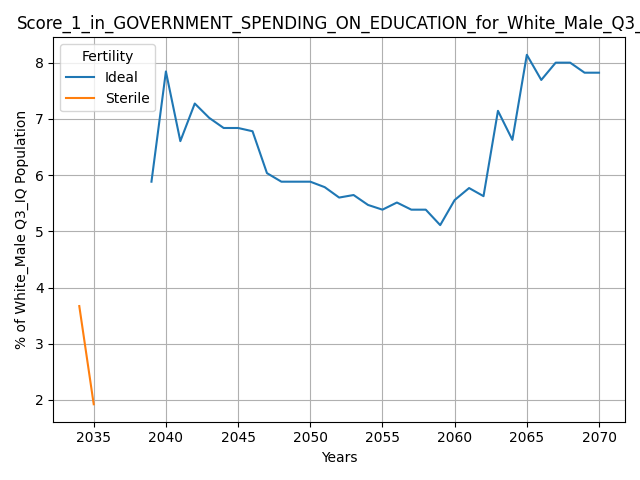 Score_1_in_GOVERNMENT_SPENDING_ON_EDUCATION_for_White_Male_Q3_
Fertility
Ideal
Sterile
% of White_Male Q3_IQ Population
8
7
6
5
4
3
2
2035 2040 2045 2050 2055 2060 2065 2070
Years